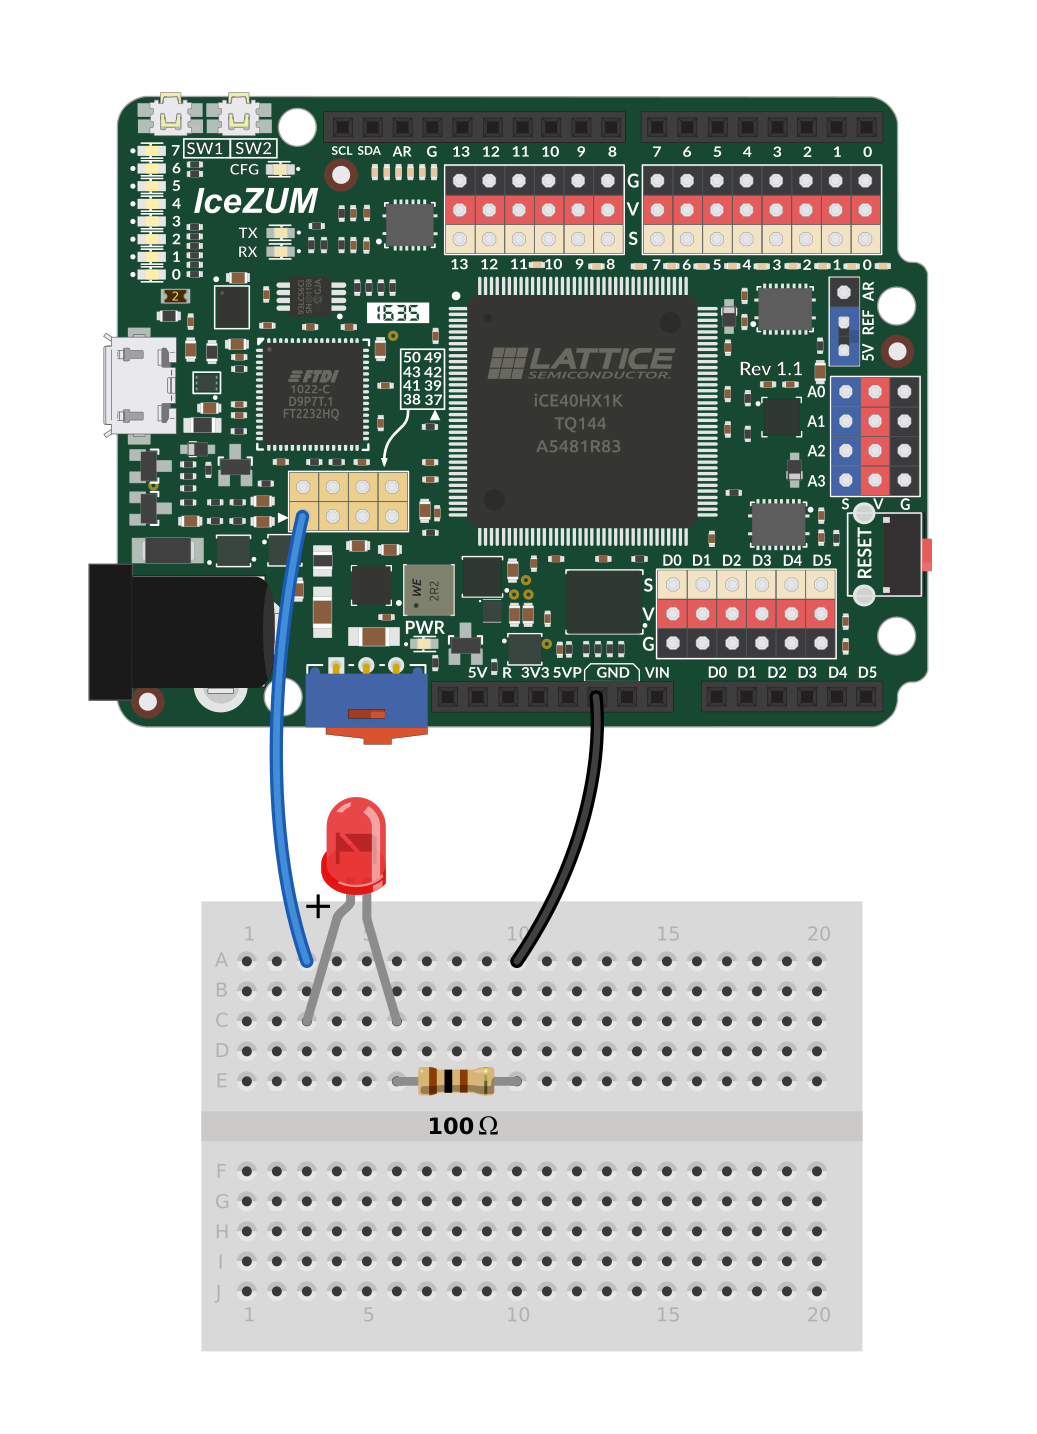 SW1 SW2
SCL SDA AR G 13 12 11 10 9 8 7 6 5 4 3 2 1 0
7
6
5
4
3
2
1
0
CFG
IceZUM
TX
RX
G
V
S
13 12 11 10 9 8 7 6 5 4 3 2 1 0
2
93LC56CI
1635
AR
REF
5V
FTDI
1022-C
D9P7T.1
FT2232HQ
50 49
43 42
41 39
38 37
LATTICE
SEMICONDUCTOR.
iCE40HX1K
TQ144
A5481R83
Rev 1.1
A0
A1
A2
A3
S V G
RESET
D0 D1 D2 D3 D4 D5
S
V
G
WE
2R2
PWR
5V R 3V3 5VP GND VIN D0 D1 D2 D3 D4 D5
+
1 5 10 15 20
A
B
C
D
E
100 Ω
F
G
H
I
J
1 5 10 15 20